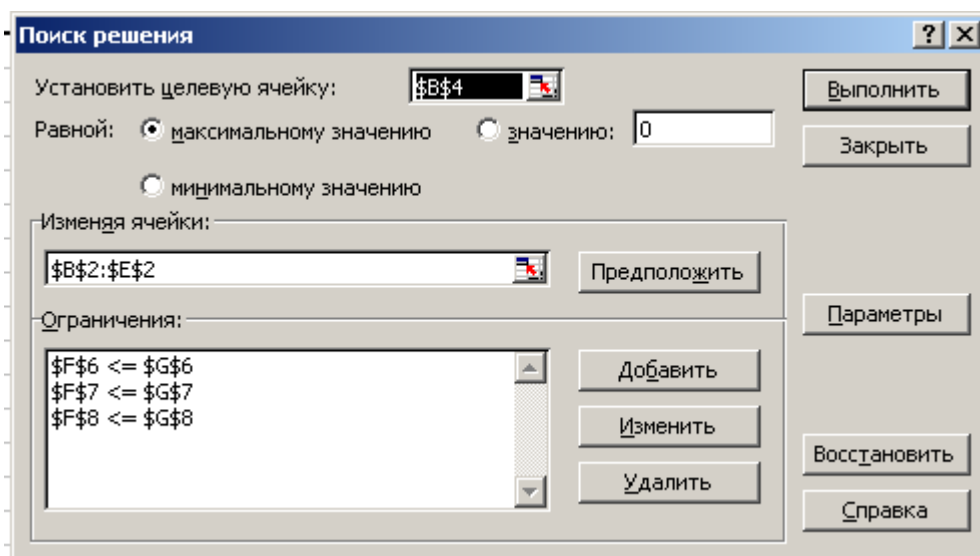 Поиск решения
Установить целевую ячейку: $B$4
Равной: максимальному значению значению: 0
минимальному значению
Изменяя ячейки:
$B$2:$E$2
Предположить
Ограничения:
$F$6 <= $G$6
$F$7 <= $G$7
$F$8 <= $G$8
Добавить
Изменить
Удалить
Выполнить
Закрыть
Параметры
Восстановить
Справка